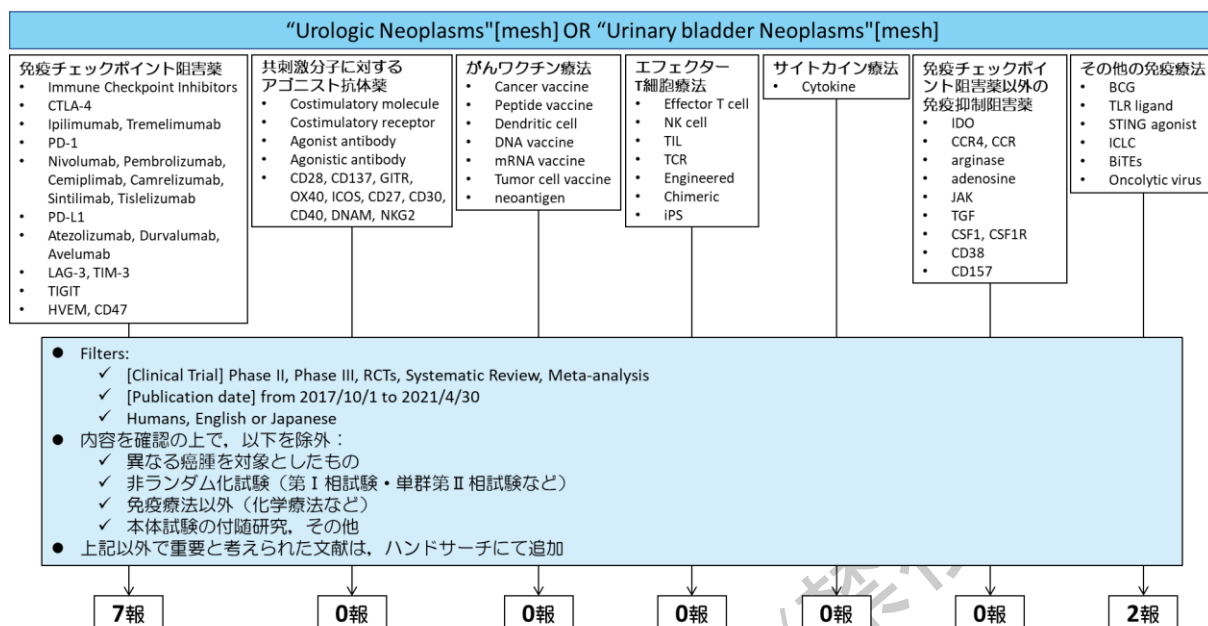 “Urologic Neoplasms"[mesh] OR “Urinary bladder Neoplasms"[mesh]
免疫チェックポイント阻害薬
• Immune Checkpoint Inhibitors
• CTLA-4
• Ipilimumab, Tremelimumab
• PD-1
• Nivolumab, Pembrolizumab,
Cemiplimab, Camrelizumab,
Sintilimab, Tislelizumab
• PD-L1
• Atezolizumab, Durvalumab,
Avelumab
• LAG-3, TIM-3
• TIGIT
• HVEM, CD47
共刺激分子に対する
アゴニスト抗体薬
• Costimulatory molecule
• Costimulatory receptor
• Agonist antibody
• Agonistic antibody
• CD28, CD137, GITR,
OX40, ICOS, CD27, CD30,
CD40, DNAM, NKG2
がんワクチン療法
• Cancer vaccine
• Peptide vaccine
• Dendritic cell
• DNA vaccine
• mRNA vaccine
• Tumor cell vaccine
• neoantigen
エフェクター
T細胞療法
• Effector T cell
• NK cell
• TIL
• TCR
• Engineered
• Chimeric
• iPS
サイトカイン療法
• Cytokine
免疫チェックポイ
ント阻害薬以外の
免疫抑制阻害薬
• IDO
• CCR4, CCR
• arginase
• adenosine
• JAK
• TGF
• CSF1, CSF1R
• CD38
• CD157
その他の免疫療法
• BCG
• TLR ligand
• STING agonist
• ICLC
• BiTEs
• Oncolytic virus
● Filters:
✓ [Clinical Trial] Phase II, Phase III, RCTs, Systematic Review, Meta-analysis
✓ [Publication date] from 2017/10/1 to 2021/4/30
✓ Humans, English or Japanese
● 内容を確認の上で，以下を除外：
✓ 異なる癌腫を対象としたもの
✓ 非ランダム化試験（第Ⅰ相試験・単群第Ⅱ相試験など）
✓ 免疫療法以外（化学療法など）
✓ 本体試験の付随研究，その他
● 上記以外で重要と考えられた文献は，ハンドサーチにて追加
7報
0報
0報
0報
0報
0報
2報